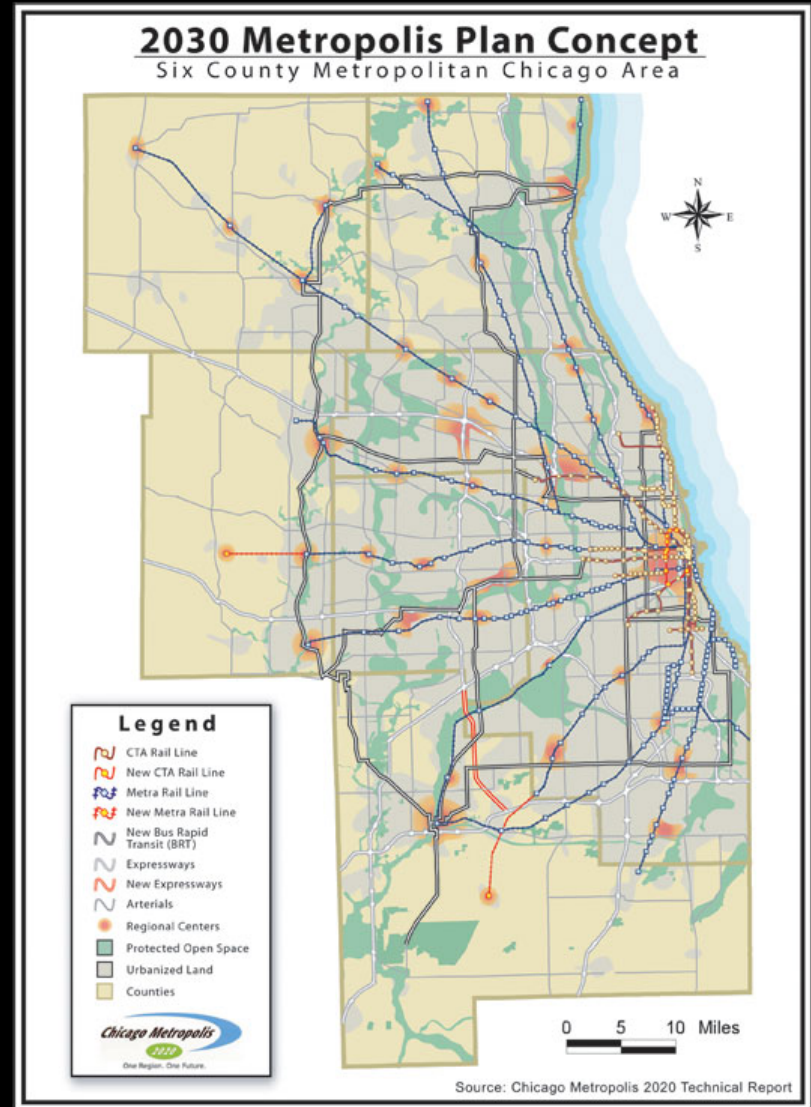 2030 Metropolis Plan Concept
Six County Metropolitan Chicago Area
N
W
E
S
Legend
CTA Rail Line
New CTA Rail Line
Metra Rail Line
New Metra Rail Line
New Bus Rapid
Transit (BRT)
Expressways
New Expressways
Arterials
Regional Centers
Protected Open Space
Urbanized Land
Counties
Chicago Metropolis
2020
One Region. One Future.
0 5 10 Miles
Source: Chicago Metropolis 2020 Technical Report